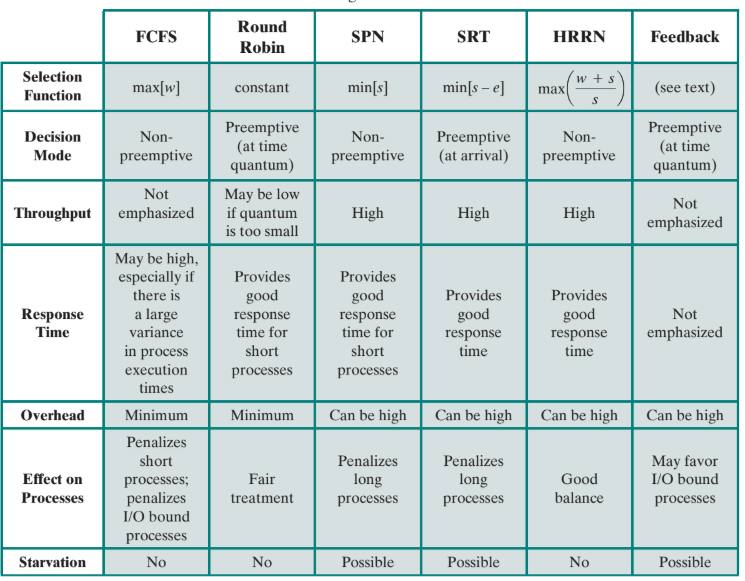 FCFS
Round
Robin
SPN
SRT
HRRN
Feedback
Selection
Function
max[w]
constant
min[s]
min[s – e]
max((w + s)/s)
(see text)
Decision
Mode
Non-
preemptive
Preemptive
(at time
quantum)
Non-
preemptive
Preemptive
(at arrival)
Non-
preemptive
Preemptive
(at time
quantum)
Throughput
Not
emphasized
May be low
if quantum
is too small
High
High
High
Not
emphasized
Response
Time
May be high,
especially if
there is
a large
variance
in process
execution
times
Provides
good
response
time for
short
processes
Provides
good
response
time for
short
processes
Provides
good
response
time
Provides
good
response
time
Not
emphasized
Overhead
Minimum
Minimum
Can be high
Can be high
Can be high
Can be high
Effect on
Processes
Penalizes
short
processes;
penalizes
I/O bound
processes
Fair
treatment
Penalizes
long
processes
Penalizes
long
processes
Good
balance
May favor
I/O bound
processes
Starvation
No
No
Possible
Possible
No
Possible